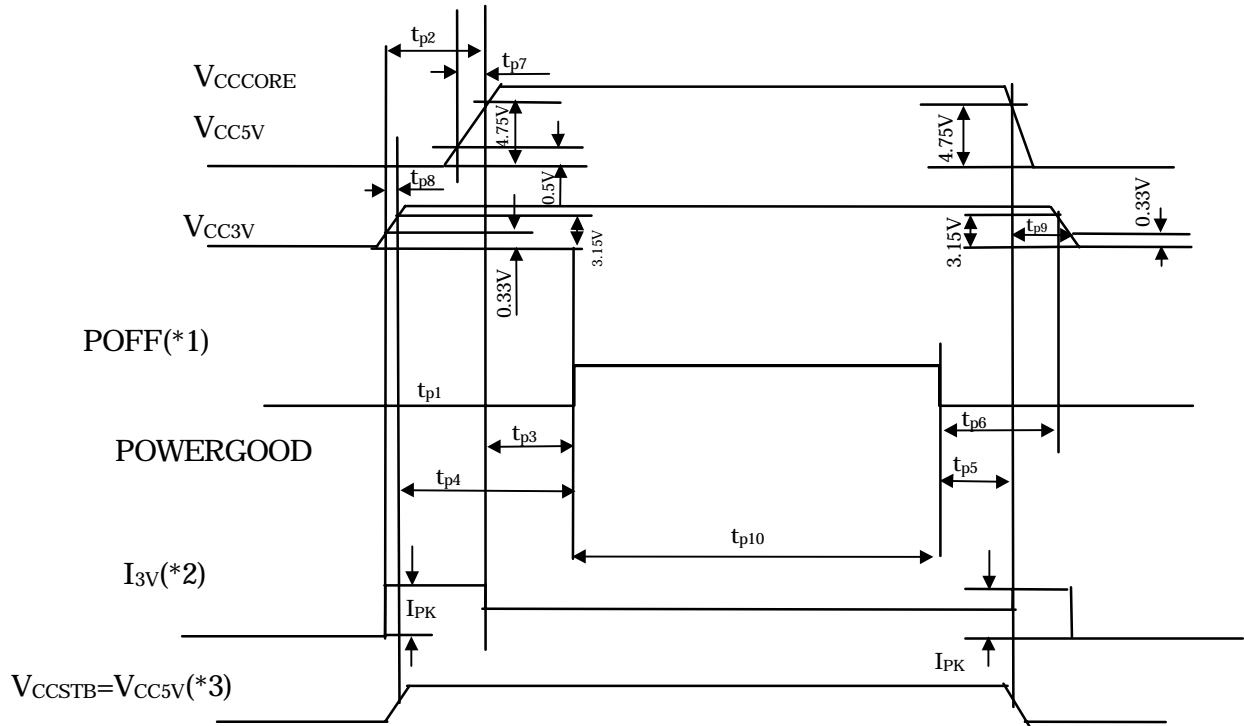 tp2
VCCCORE
tp7
VCC5V
4.75V
0.5V
4.75V
tp8
VCC3V
3.15V
0.33V
3.15V
tp9
0.33V
POFF(*1)
tp1
tp3
tp6
POWERGOOD
tp4
tp5
tp10
I3V(*2)
IPK
IPK
VCCSTB=VCC5V(*3)